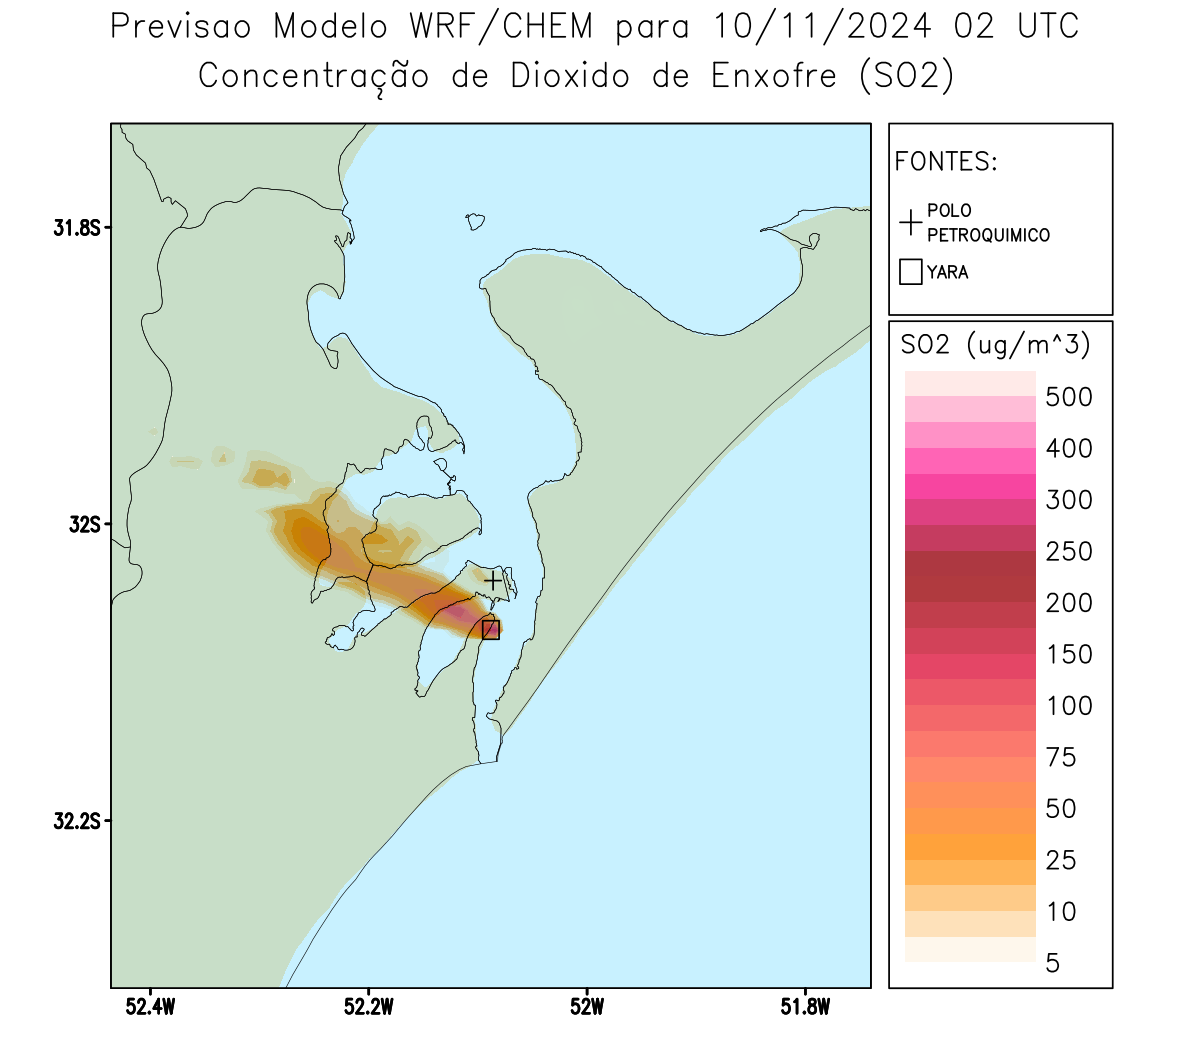 Previsao Modelo WRF/CHEM para 10/11/2024 02 UTC
Concentração de Dioxido de Enxofre (SO2)
FONTES:
POLO
PETROQUIMICO
YARA
SO2 (ug/m^3)
500
400
300
250
200
150
100
75
50
25
10
5
31.8S
32S
32.2S
52.4W
52.2W
52W
51.8W